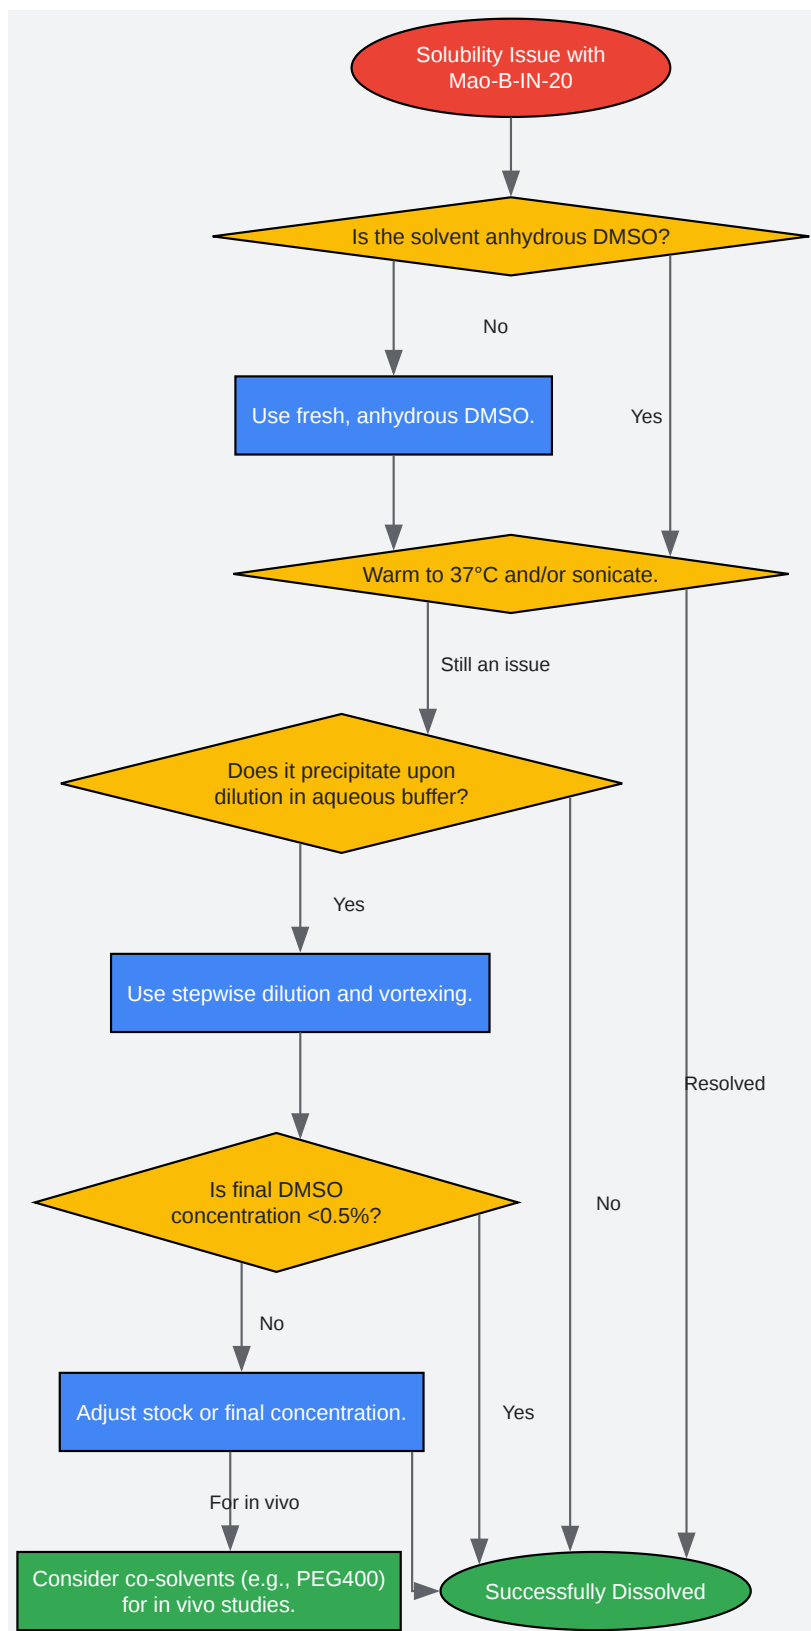 Solubility Issue with
Mao-B-IN-20
Is the solvent anhydrous DMSO?
No
Use fresh, anhydrous DMSO.
Yes
Warm to 37°C and/or sonicate.
Still an issue
Does it precipitate upon
dilution in aqueous buffer?
Yes
Use stepwise dilution and vortexing.
Resolved
Is final DMSO
concentration <0.5%?
No
No
Adjust stock or final concentration.
Yes
For in vivo
Consider co-solvents (e.g., PEG400)
for in vivo studies.
Successfully Dissolved